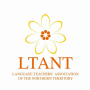 LTANT
LANGUAGE TEACHERS' ASSOCIATION
OF THE NORTHERN TERRITORY